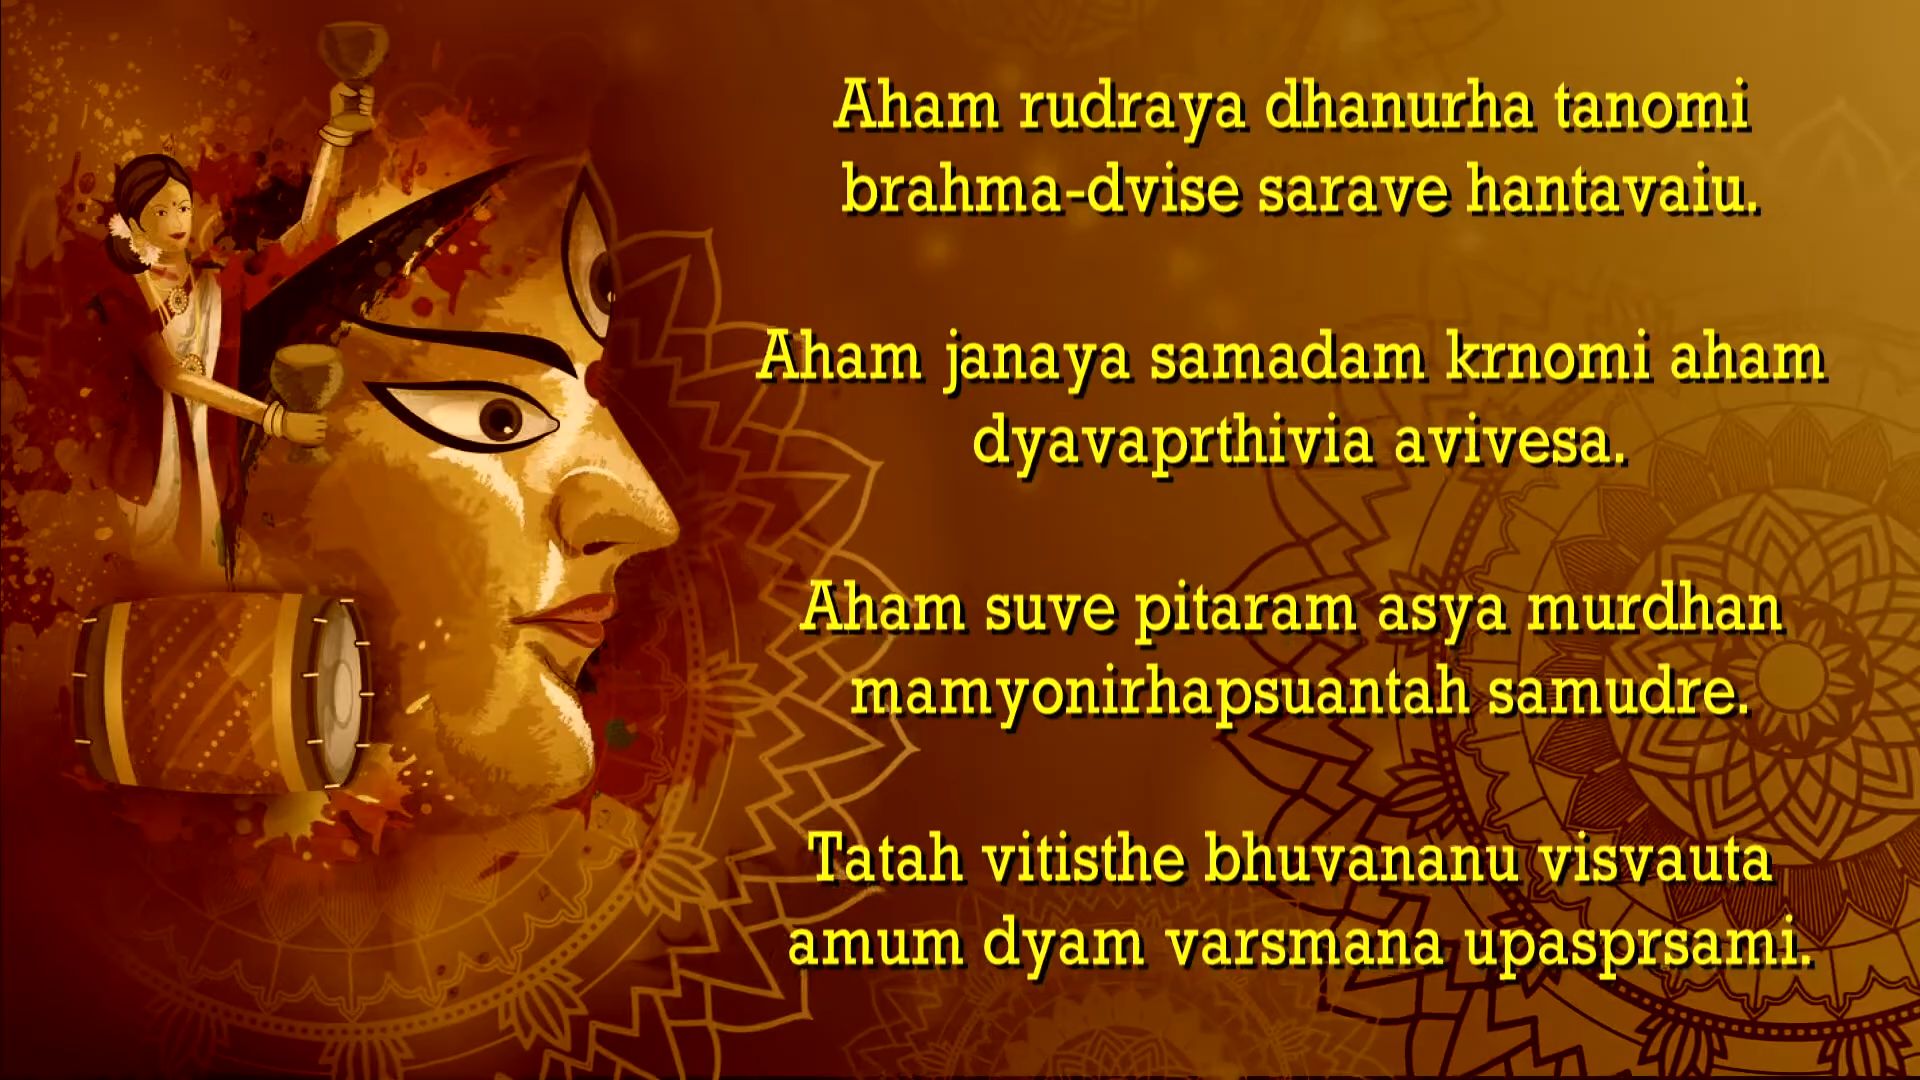 Aham rudraya dhanurha tanomi
brahma-dvise sarave hantavaiu.
Aham janaya samadam krnomi aham
dyavaprthivia avivesa.
Aham suve pitaram asya murdhan
mamyonirhapsuantah samudre.
Tatah vitisthe bhuvananu visvauta
amum dyam varsmana upasprsami.